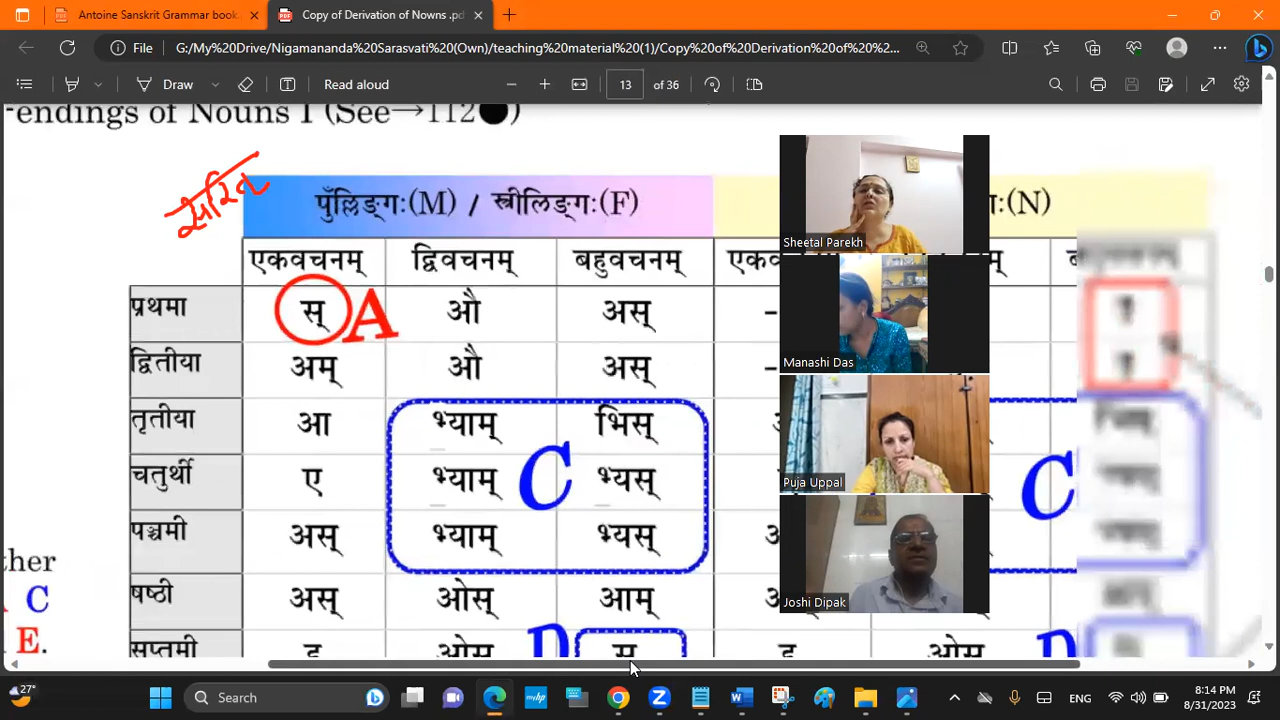 Antoine Sanskrit Grammar book.
Copy of Derivation of Nowns .pd
File
G:/My%20Drive/Nigamananda%20Sarasvati%20(Own)/teaching%20material%20(1)/Copy%20of%20Derivation%20of%20%...
Draw
Read aloud
13 of 36
-endings of Nouns I (See→112●)
पुँल्लिङ्गः(M) / स्त्रीलिङ्गः(F)
ः(N)
एकवचनम् द्विवचनम् बहुवचनम्
प्रथमा स् A औ अस् -
द्वितीया अम् औ अस् -
तृतीया आ भ्याम् भिस्
चतुर्थी ए भ्याम् C भ्यस् C
पञ्चमी अस् भ्याम् भ्यस्
षष्ठी अस् ओस् आम्
ther
C
E.
Sheetal Parekh
Manashi Das
Puja Uppal
Joshi Dipak
27°
Search
myhp
ENG
8:14 PM
8/31/2023